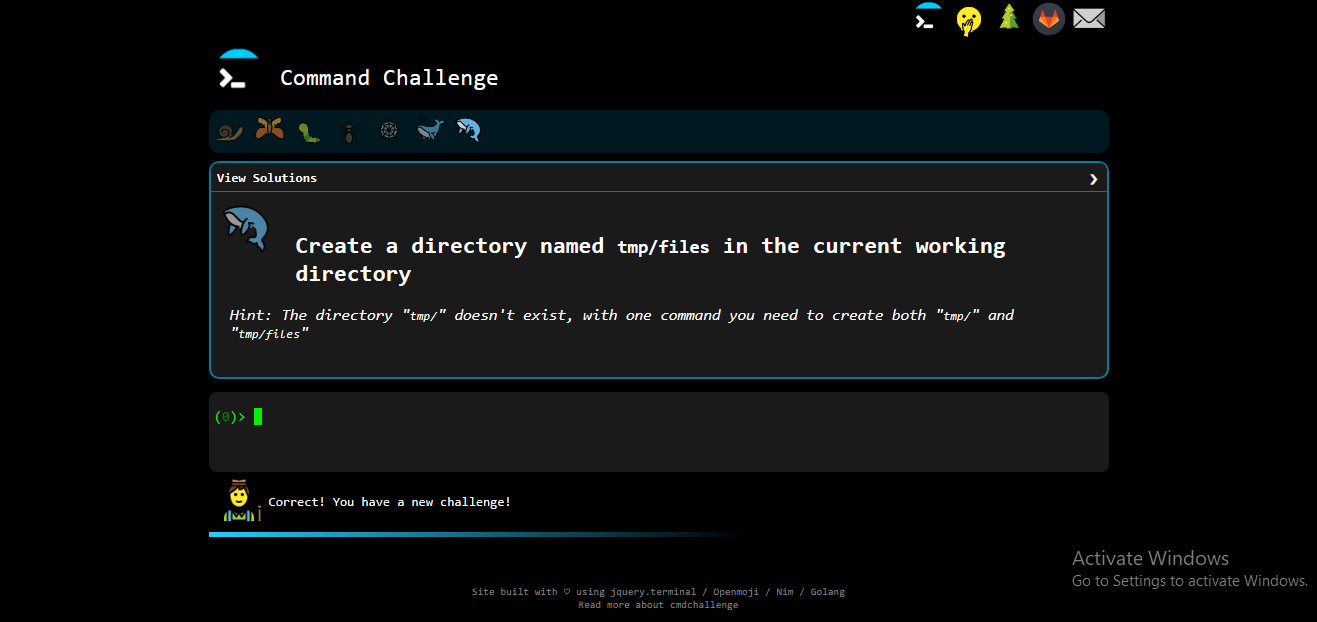 Command Challenge
View Solutions
Create a directory named tmp/files in the current working
directory
Hint: The directory "tmp/" doesn't exist, with one command you need to create both "tmp/" and
"tmp/files"
(0)>
Correct! You have a new challenge!
Activate Windows
Go to Settings to activate Windows.
Site built with ♡ using jquery.terminal / Openmoji / Nim / Golang
Read more about cmdchallenge